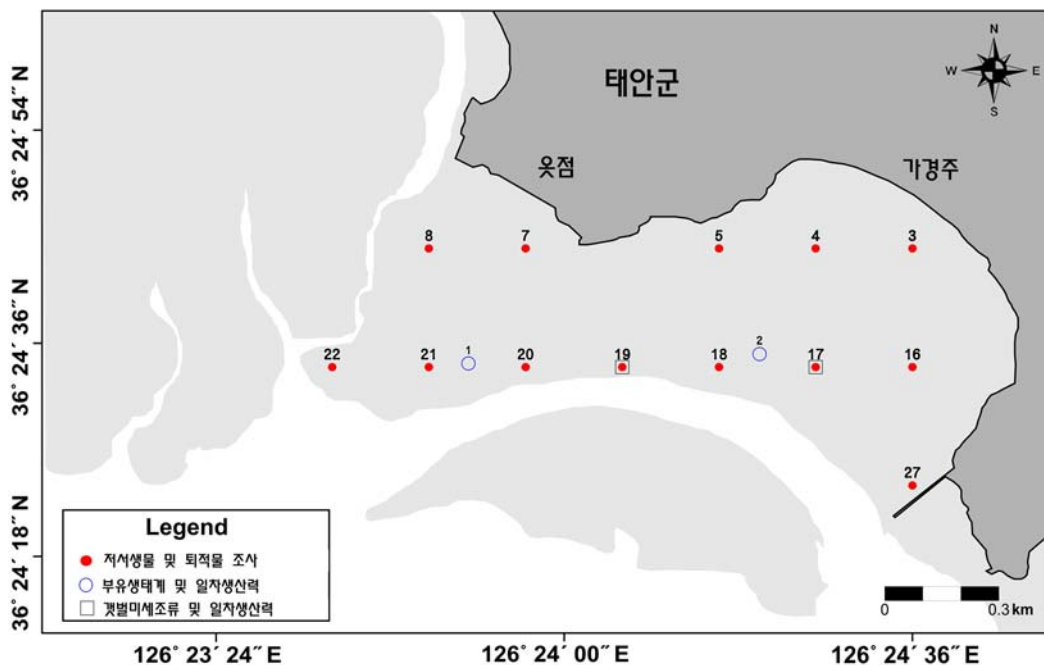 N
W E
S
태안군
옷점
가경주
36° 24´ 54˝ N
36° 24´ 36˝ N
36° 24´ 18˝ N
8 7 5 4 3
22 21 1 20 19 18 2 17 16
27
Legend
저서생물 및 퇴적물 조사
부유생태계 및 일차생산력
갯벌미세조류 및 일차생산력
0 0.3 km
126° 23´ 24˝ E
126° 24´ 00˝ E
126° 24´ 36˝ E